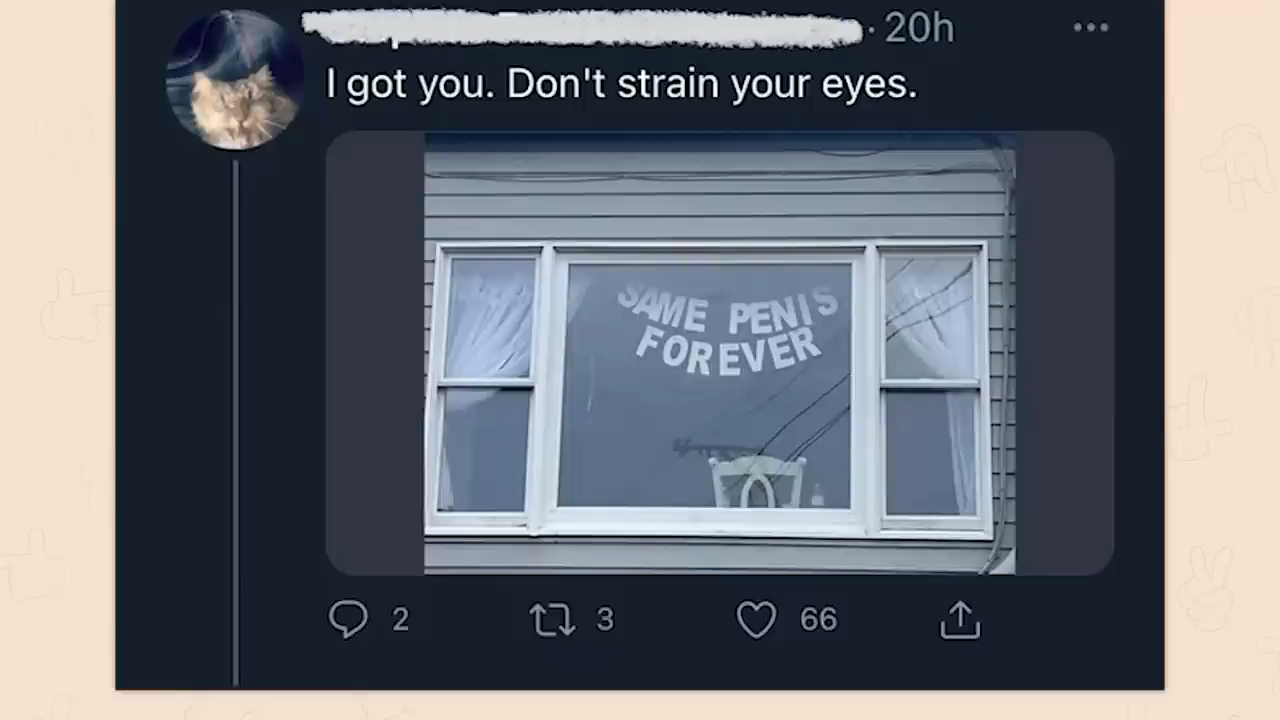 · 20h
I got you. Don't strain your eyes.
SAME PENIS
FOREVER
2 3 66